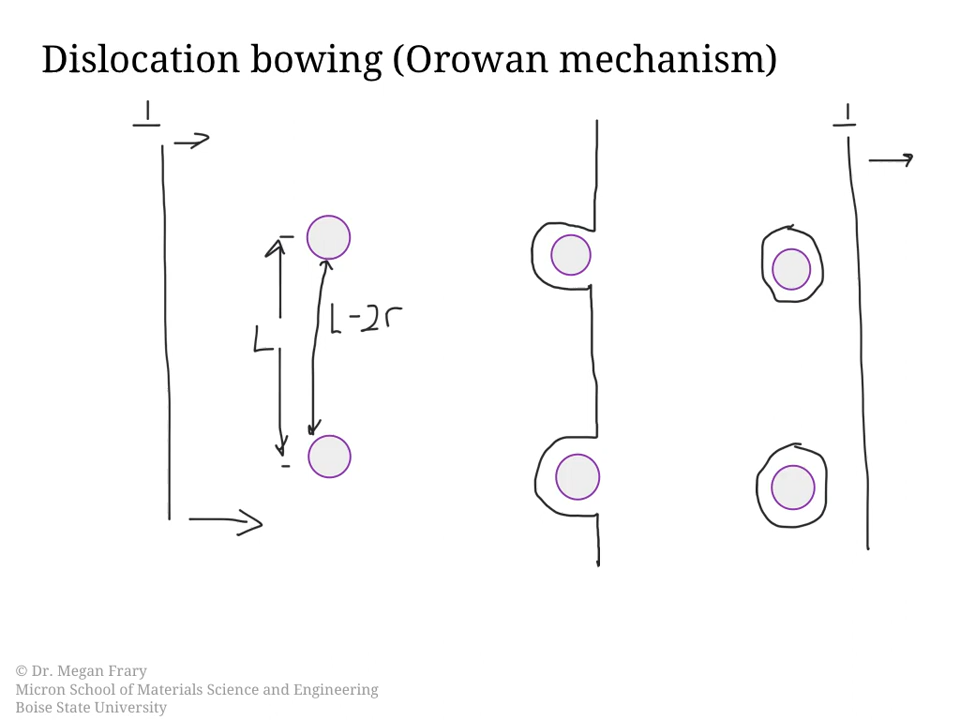 Dislocation bowing (Orowan mechanism)
L
L-2r
© Dr. Megan Frary
Micron School of Materials Science and Engineering
Boise State University